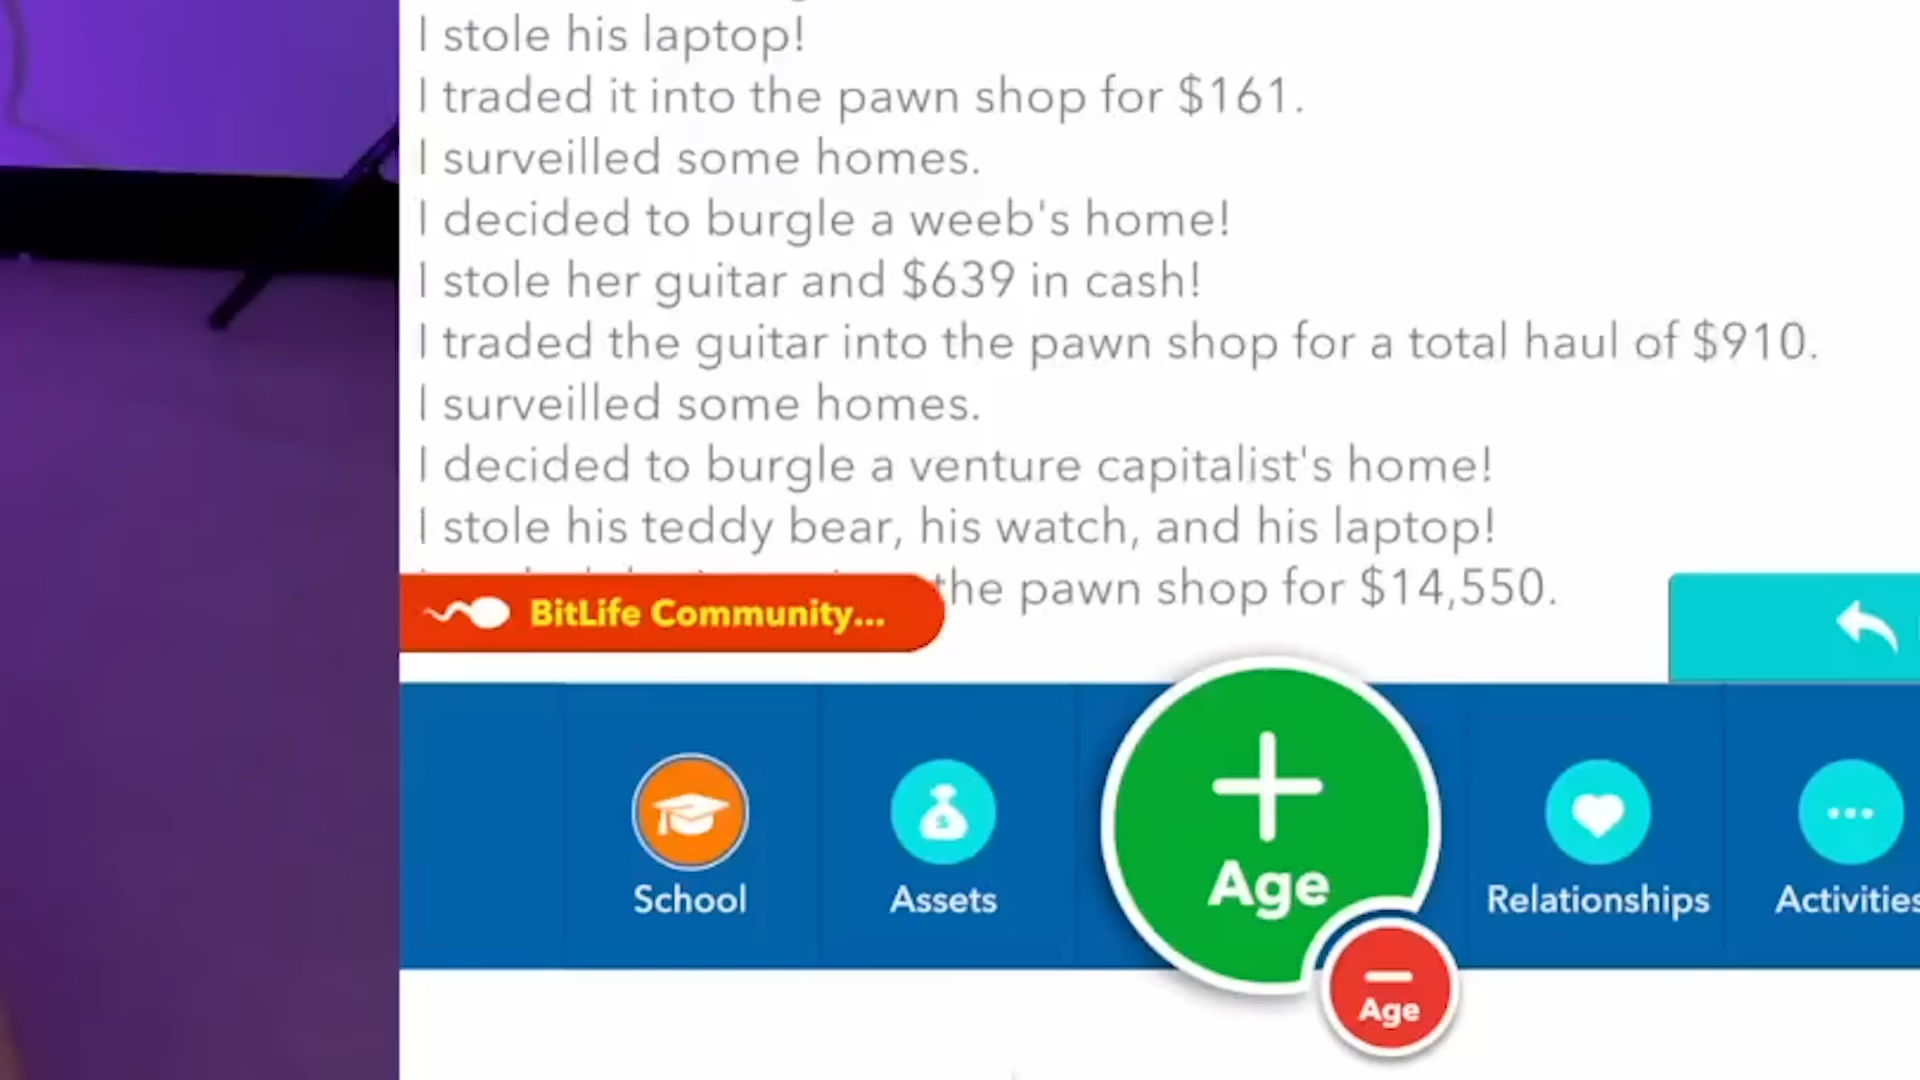 I stole his laptop!
I traded it into the pawn shop for $161.
I surveilled some homes.
I decided to burgle a weeb's home!
I stole her guitar and $639 in cash!
I traded the guitar into the pawn shop for a total haul of $910.
I surveilled some homes.
I decided to burgle a venture capitalist's home!
I stole his teddy bear, his watch, and his laptop!
the pawn shop for $14,550.
BitLife Community...
School
Assets
Age
Relationships
Activities
Age